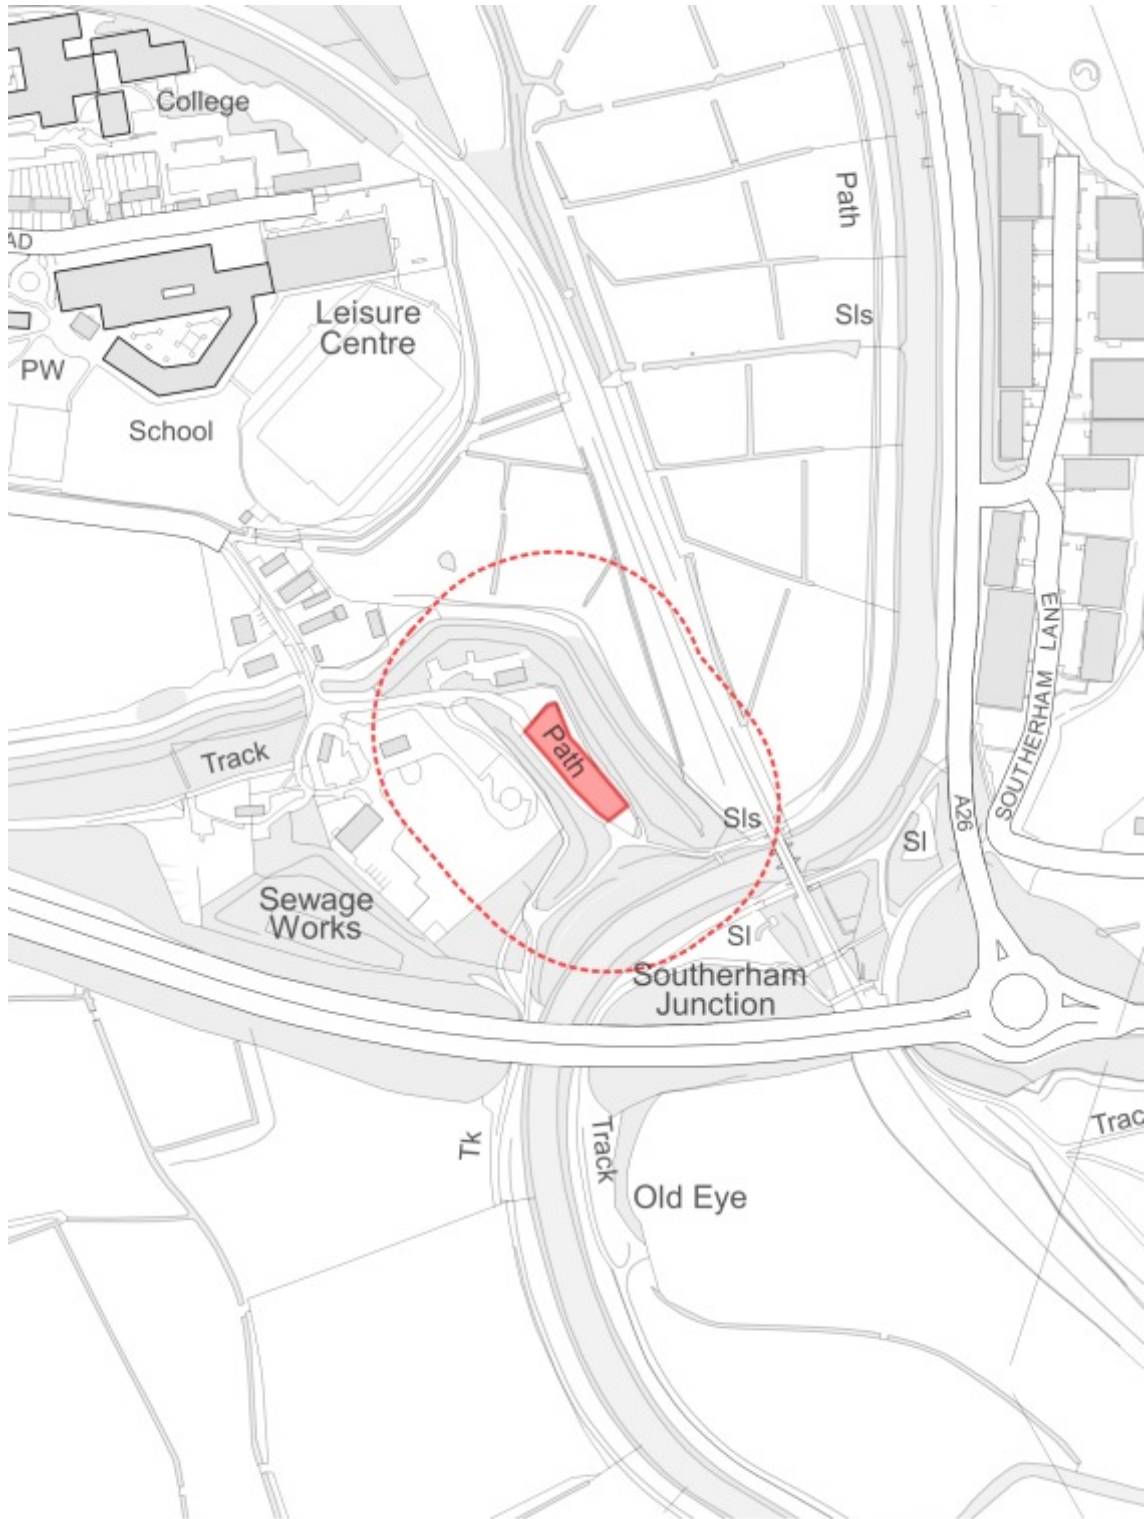 College
Path
AD
Leisure
Centre
Sls
PW
School
SOUTHERHAM LANE
Path
Track
A26
Sls
Sl
Sewage
Works
Sl
Southerham
Junction
Trac
Tk
Track
Old Eye